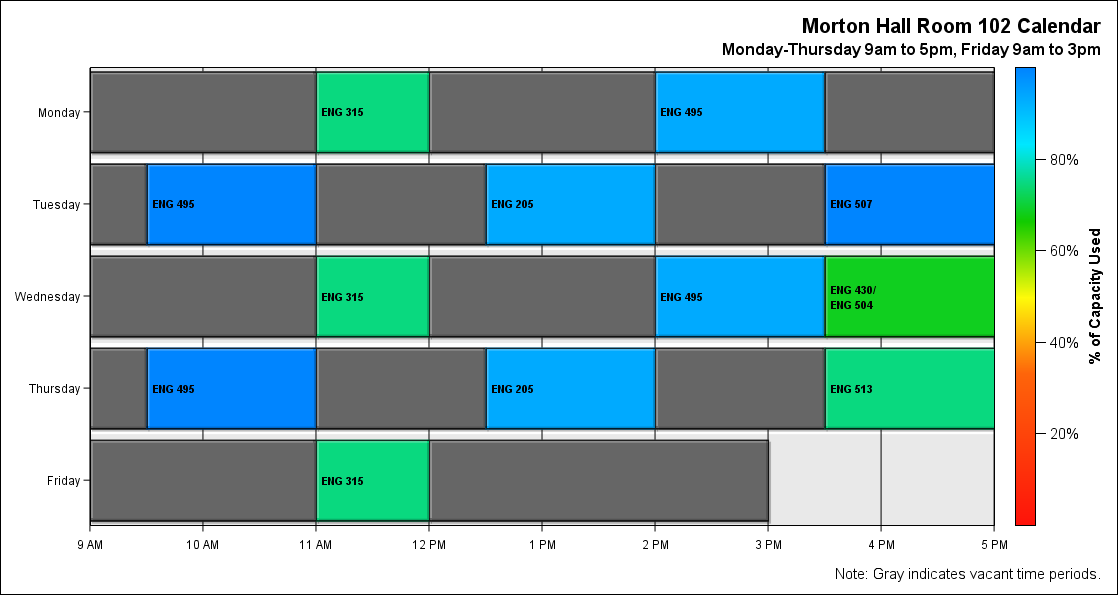 Morton Hall Room 102 Calendar
Monday-Thursday 9am to 5pm, Friday 9am to 3pm
Monday
ENG 315
ENG 495
Tuesday
ENG 495
ENG 205
ENG 507
Wednesday
ENG 315
ENG 495
ENG 430/
ENG 504
Thursday
ENG 495
ENG 205
ENG 513
Friday
ENG 315
9 AM
10 AM
11 AM
12 PM
1 PM
2 PM
3 PM
4 PM
5 PM
80%
60%
40%
20%
% of Capacity Used
Note: Gray indicates vacant time periods.